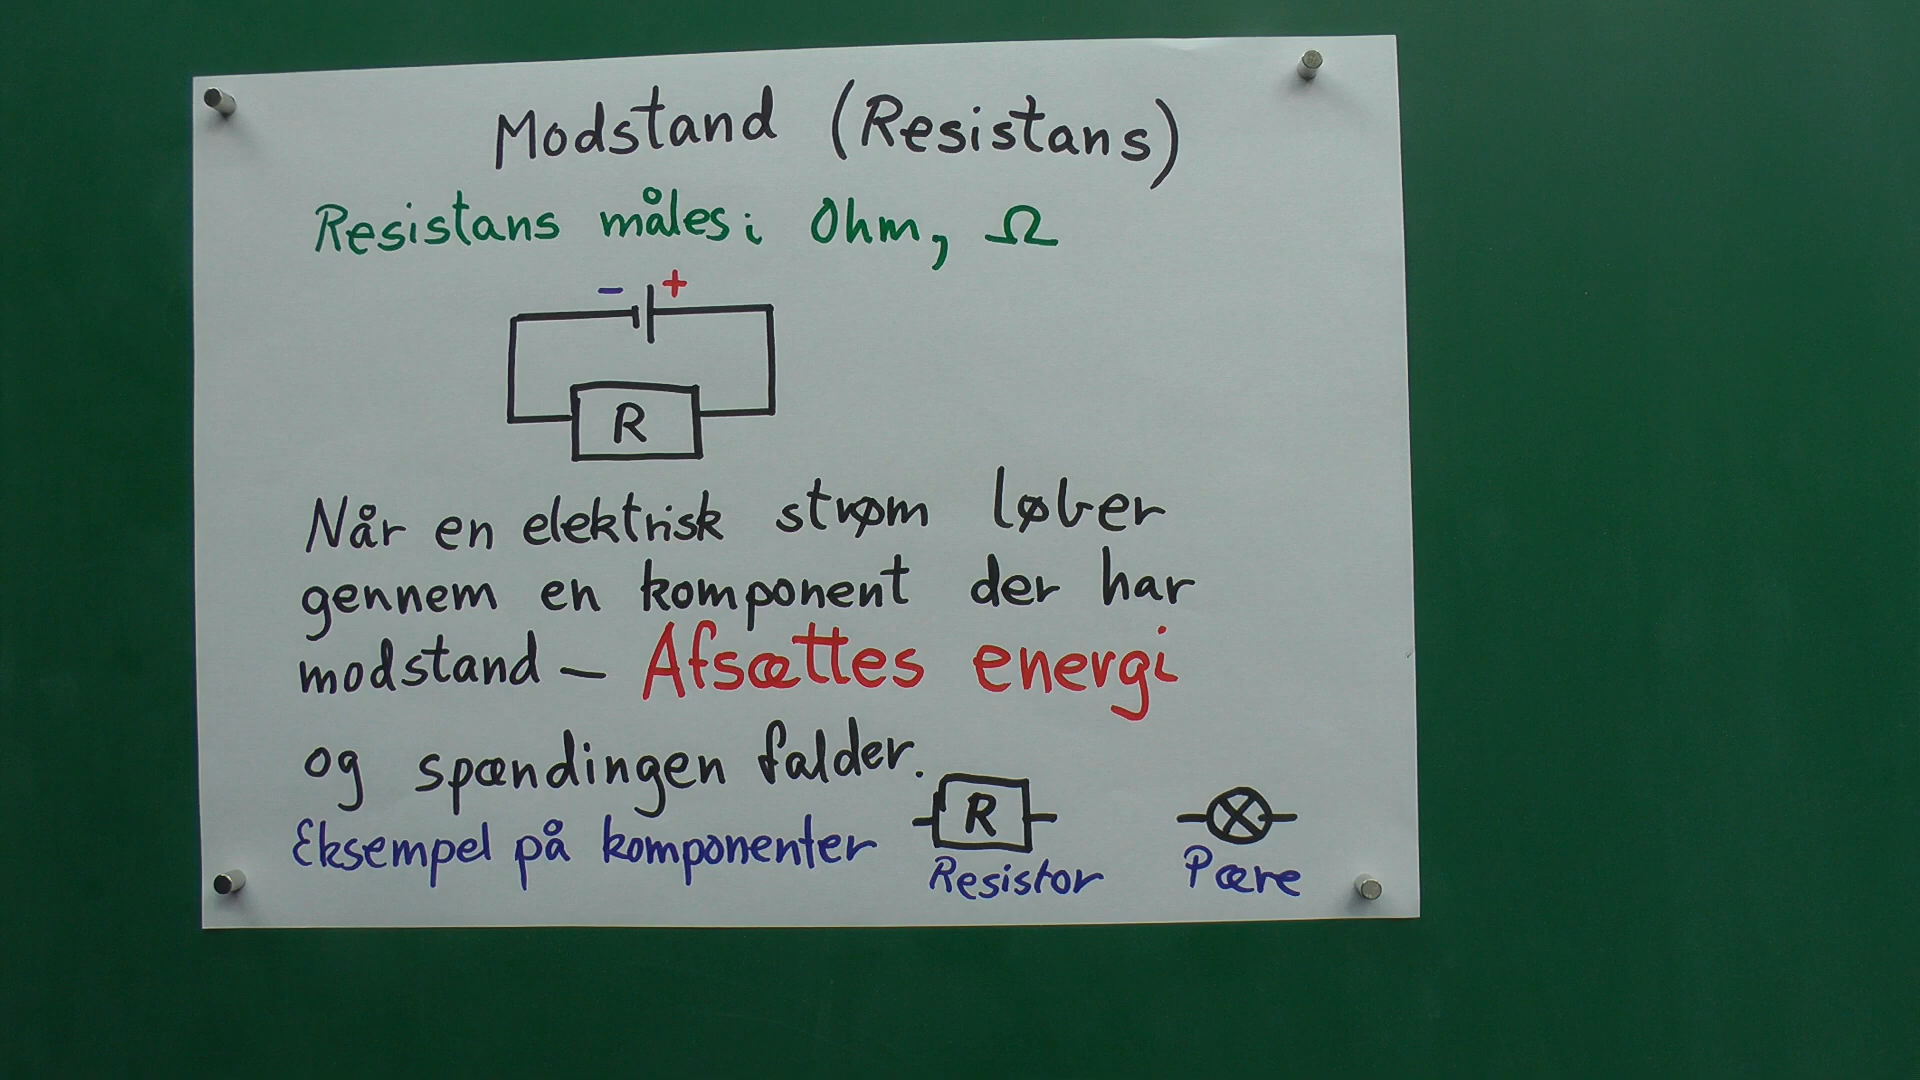 Modstand (Resistans)
Resistans måles i Ohm, Ω
- +
R
Når en elektrisk strøm løber
gennem en komponent der har
modstand – Afsættes energi
og spændingen falder.
Eksempel på komponenter
R
Resistor
Pære